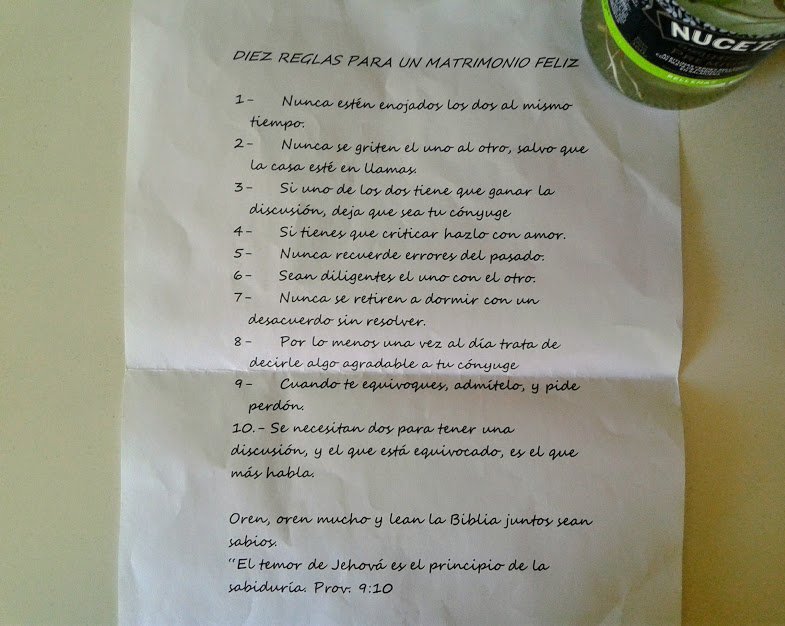 DIEZ REGLAS PARA UN MATRIMONIO FELIZ
1- Nunca estén enojados los dos al mismo
tiempo.
2- Nunca se griten el uno al otro, salvo que
la casa esté en llamas.
3- Si uno de los dos tiene que ganar la
discusión, deja que sea tu cónyuge
4- Si tienes que criticar hazlo con amor.
5- Nunca recuerde errores del pasado.
6- Sean diligentes el uno con el otro.
7- Nunca se retiren a dormir con un
desacuerdo sin resolver.
8- Por lo menos una vez al día trata de
decirle algo agradable a tu cónyuge
9- Cuando te equivoques, admítelo, y pide
perdón.
10.- Se necesitan dos para tener una
discusión, y el que está equivocado, es el que
más habla.
Oren, oren mucho y lean la Biblia juntos sean
sabios.
"El temor de Jehová es el principio de la
sabiduría. Prov. 9:10
NUCETE